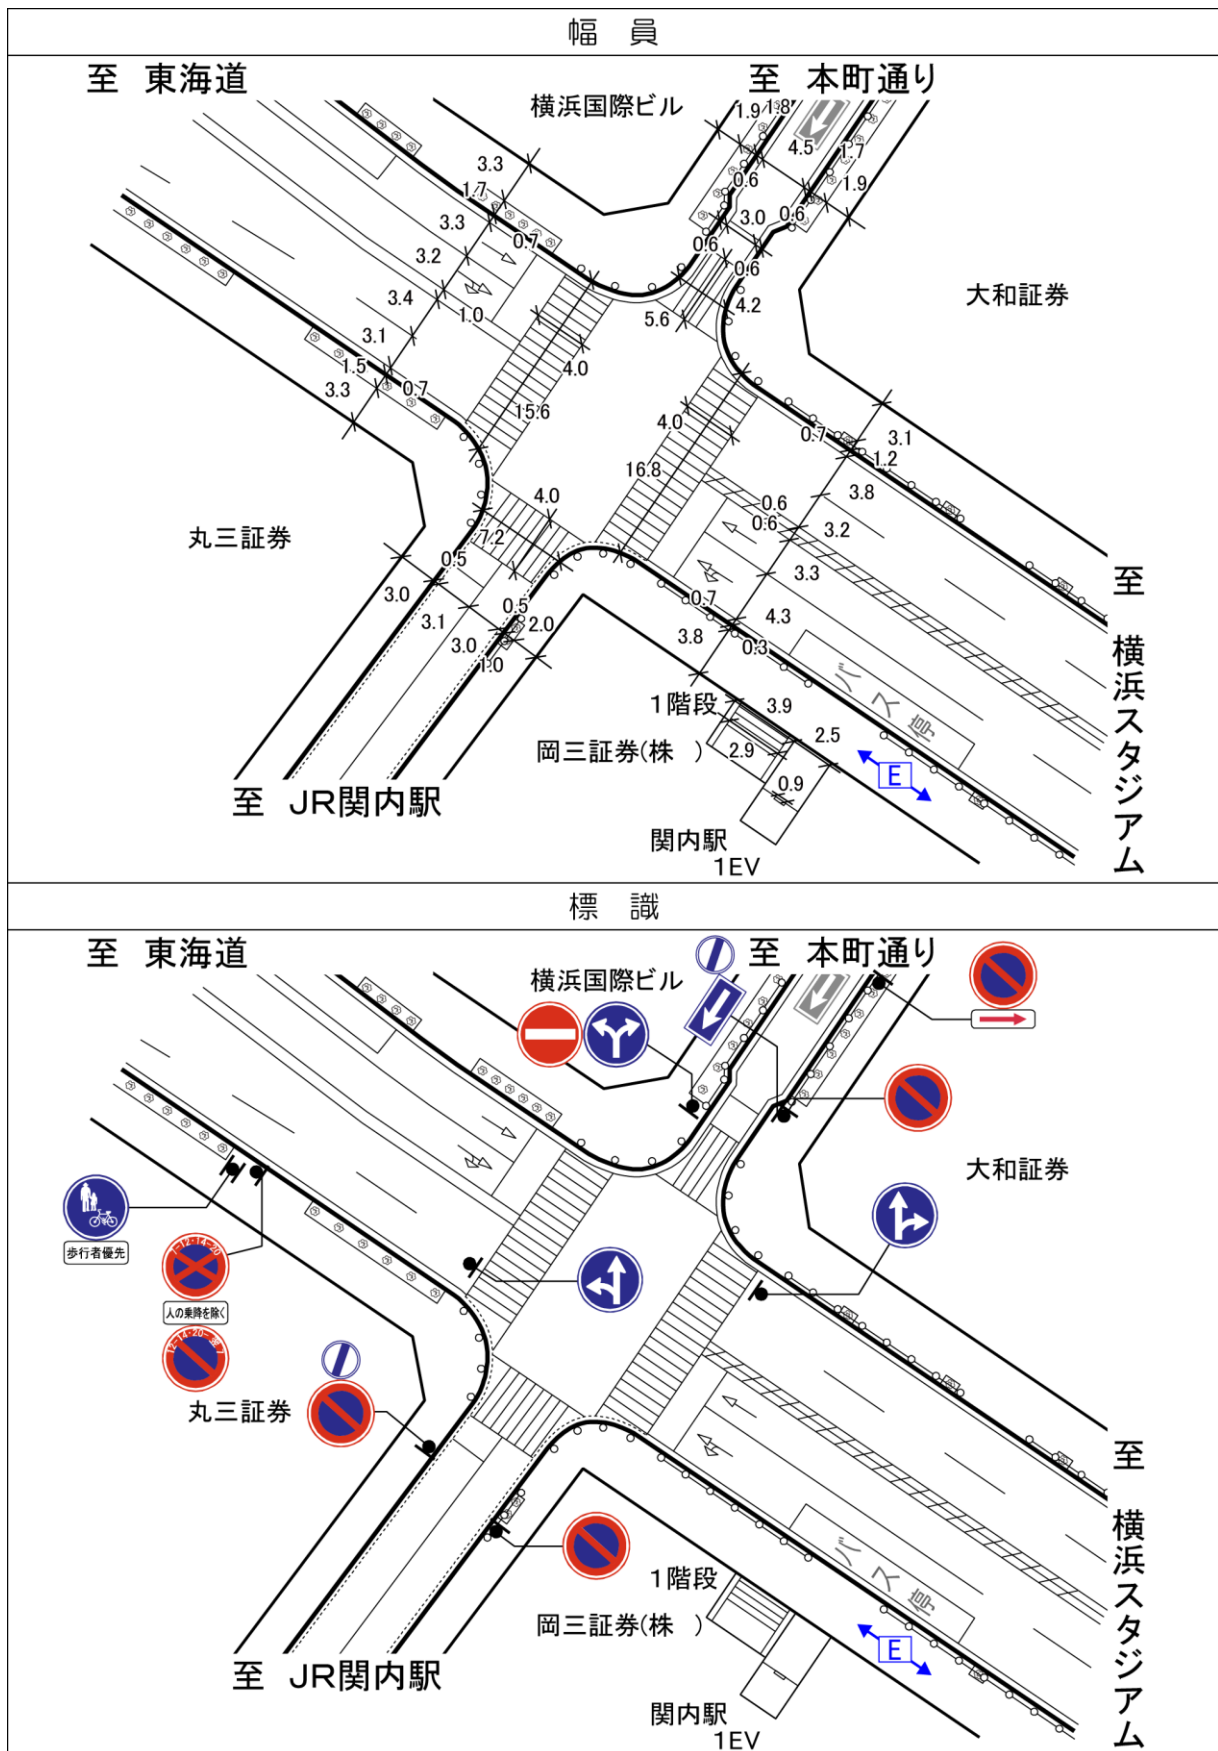 幅 員
至 東海道
至 本町通り
横浜国際ビル
1.9
1.8
4.5
1.7
1.9
3.3
1.7
0.6
3.0
0.6
3.3
0.7
0.6
0.6
3.2
大和証券
3.4
1.0
5.6
4.2
3.1
4.0
1.5
3.3
0.7
15.6
4.0
0.7
3.1
1.2
16.8
3.8
4.0
0.6
0.6
3.2
丸三証券
7.2
0.5
3.3
3.0
0.5
0.7
3.1
2.0
3.8
4.3
3.0
0.3
1.0
バス停
1階段
3.9
2.5
岡三証券(株 )
2.9
0.9
E
至 JR関内駅
関内駅
1EV
至 横浜スタジアム
標 識
至 東海道
至 本町通り
横浜国際ビル
大和証券
歩行者優先
8-12・14-20
人の乗降を除く
丸三証券
バス停
1階段
岡三証券(株 )
E
至 JR関内駅
関内駅
1EV
至 横浜スタジアム